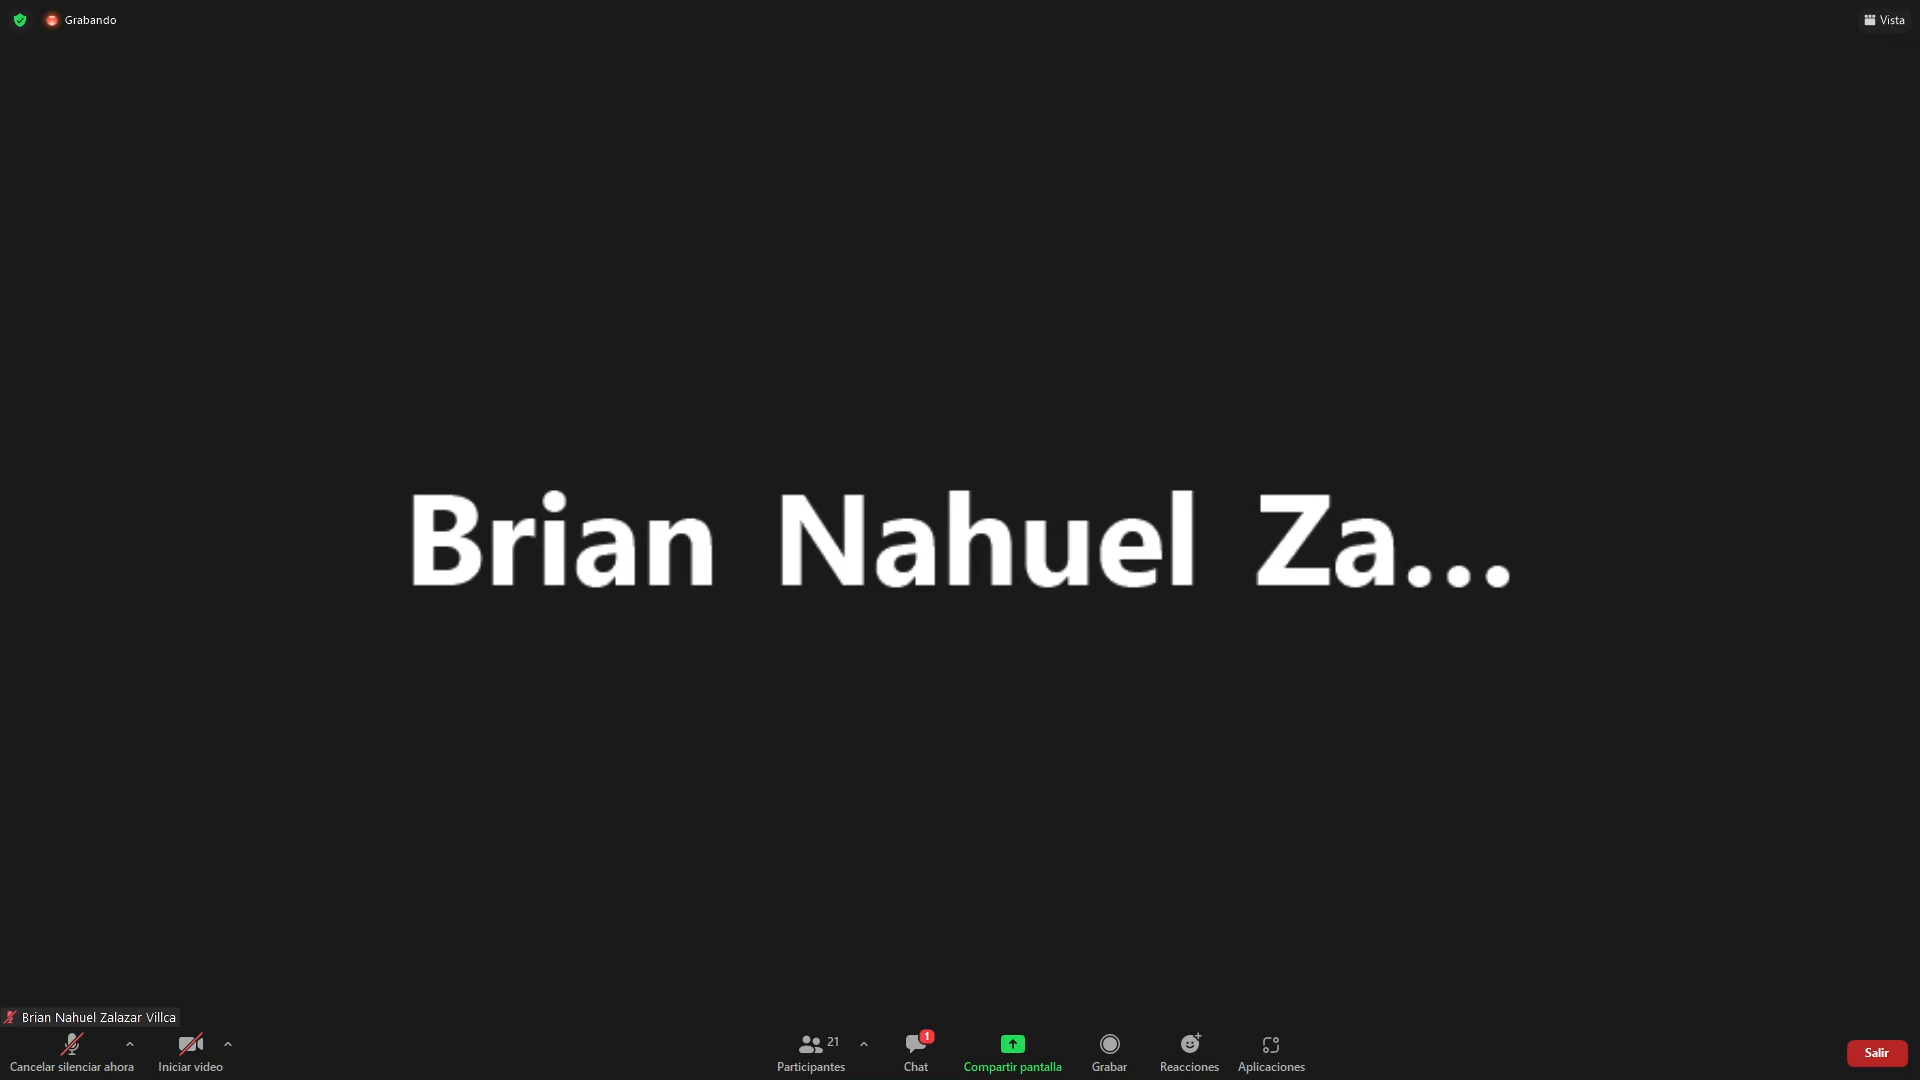 Grabando
Vista
Brian Nahuel Za...
Brian Nahuel Zalazar Villca
21
1
Cancelar silenciar ahora
Iniciar video
Participantes
Chat
Compartir pantalla
Grabar
Reacciones
Aplicaciones
Salir